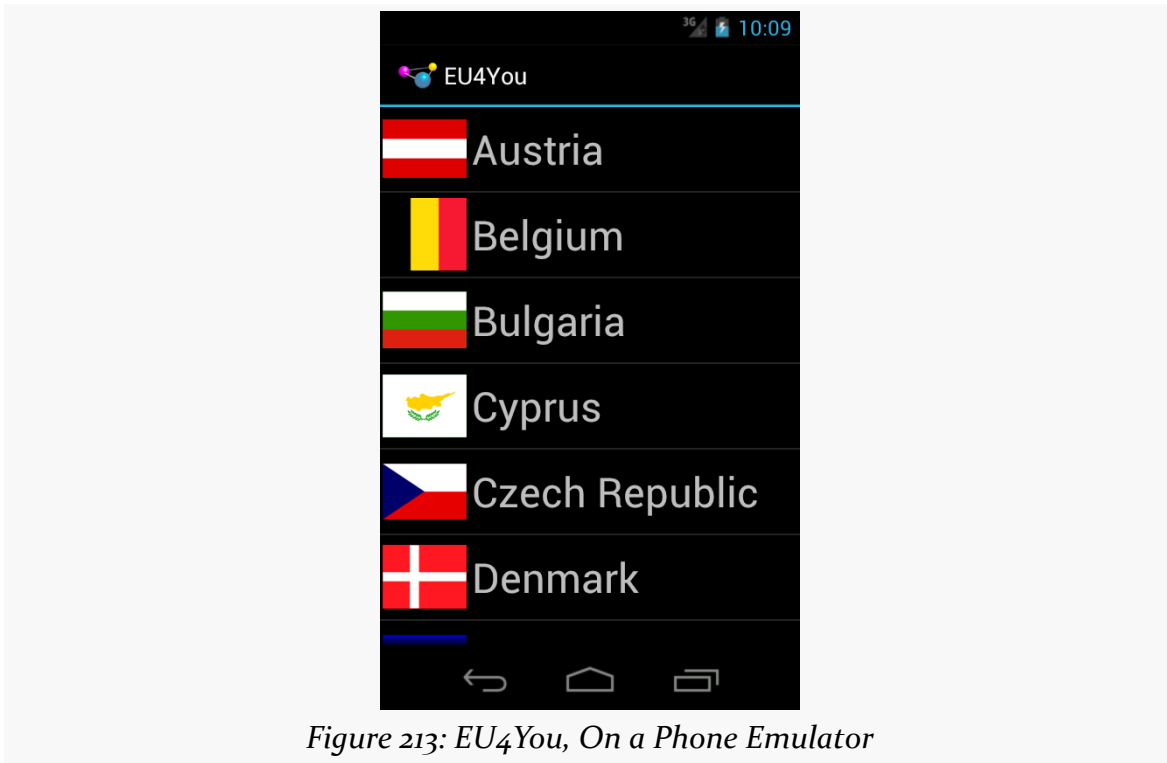 3G 10:09
EU4You
Austria
Belgium
Bulgaria
Cyprus
Czech Republic
Denmark
Figure 213: EU4You, On a Phone Emulator